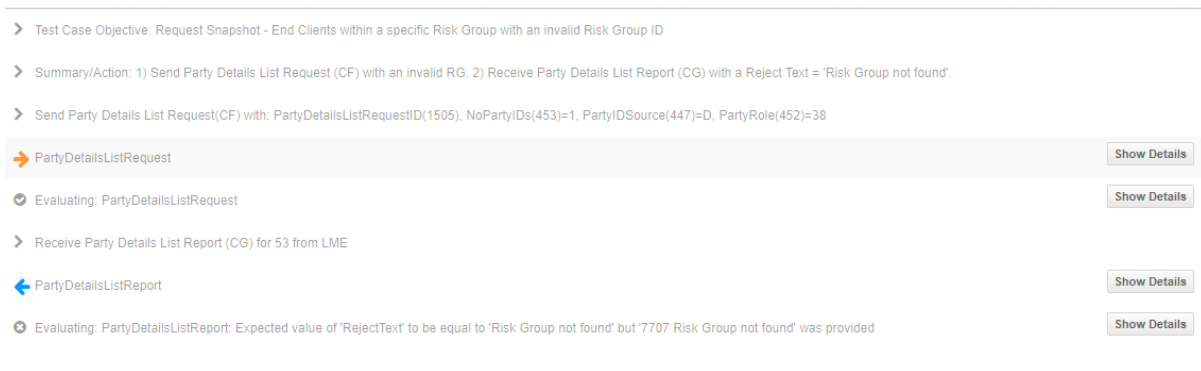 Test Case Objective: Request Snapshot - End Clients within a specific Risk Group with an invalid Risk Group ID
Summary/Action: 1) Send Party Details List Request (CF) with an invalid RG. 2) Receive Party Details List Report (CG) with a Reject Text = 'Risk Group not found'.
Send Party Details List Request(CF) with: PartyDetailsListRequestID(1505), NoPartyIDs(453)=1, PartyIDSource(447)=D, PartyRole(452)=38
PartyDetailsListRequest Show Details
Evaluating: PartyDetailsListRequest Show Details
Receive Party Details List Report (CG) for 53 from LME
PartyDetailsListReport Show Details
Evaluating: PartyDetailsListReport: Expected value of 'RejectText' to be equal to 'Risk Group not found' but '7707 Risk Group not found' was provided Show Details